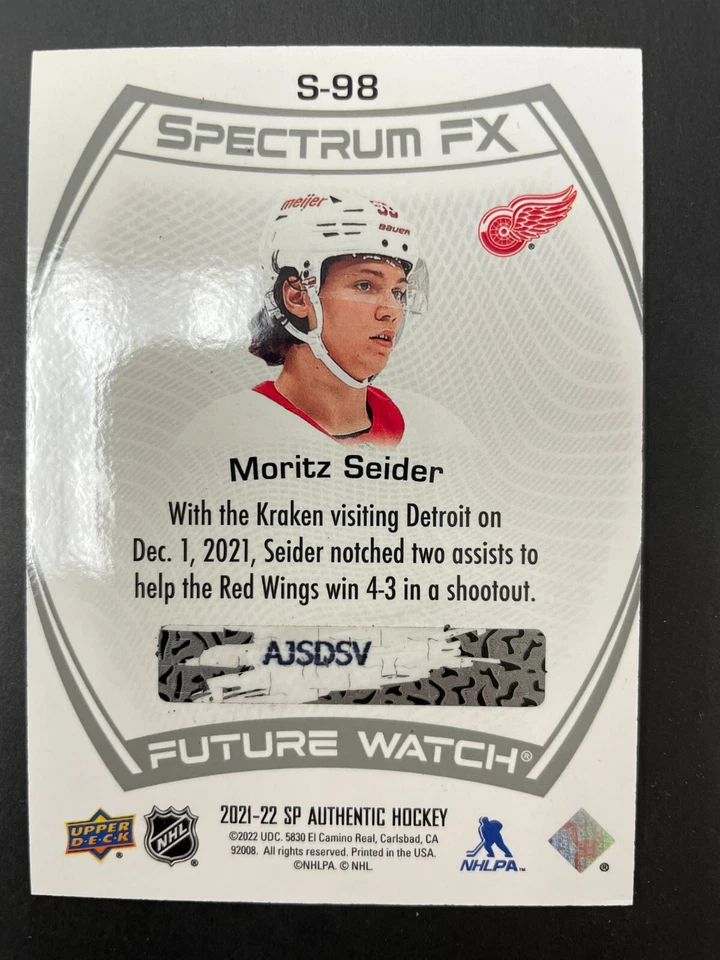 S-98
SPECTRUM FX
meijer
BAUER
Moritz Seider
With the Kraken visiting Detroit on
Dec. 1, 2021, Seider notched two assists to
help the Red Wings win 4-3 in a shootout.
AJSDSV
FUTURE WATCH®
UPPER
D·E·C·K ®
NHL ®
2021-22 SP AUTHENTIC HOCKEY
©2022 UDC. 5830 El Camino Real, Carlsbad, CA
92008. All rights reserved. Printed in the USA.
©NHLPA. © NHL.
NHLPA™
®